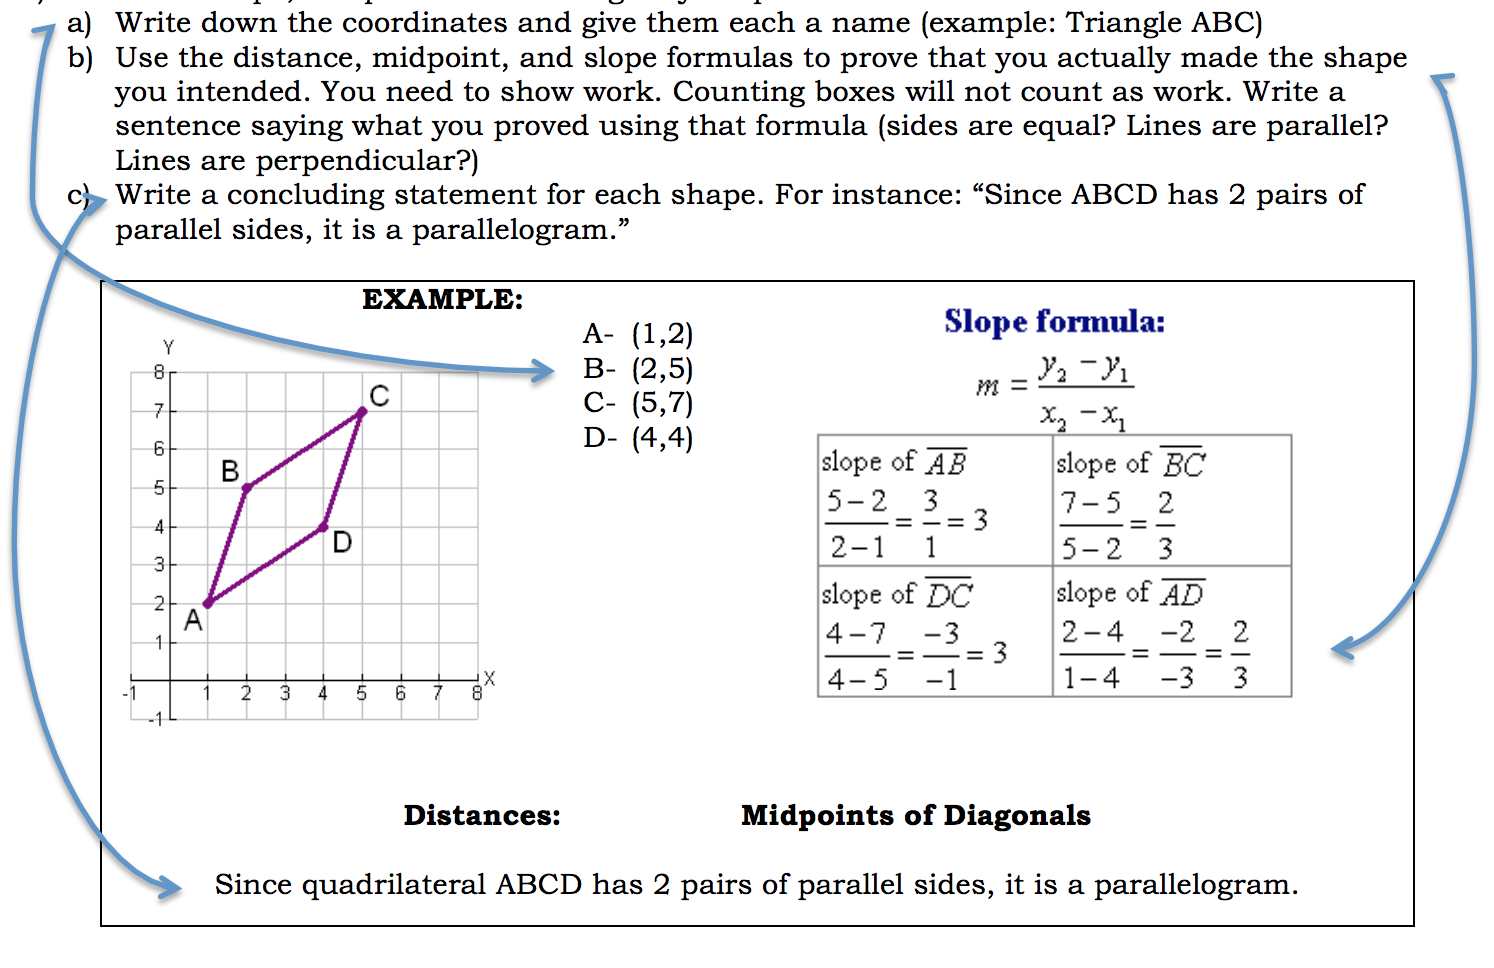 a) Write down the coordinates and give them each a name (example: Triangle ABC)
b) Use the distance, midpoint, and slope formulas to prove that you actually made the shape
you intended. You need to show work. Counting boxes will not count as work. Write a
sentence saying what you proved using that formula (sides are equal? Lines are parallel?
Lines are perpendicular?)
c) Write a concluding statement for each shape. For instance: “Since ABCD has 2 pairs of
parallel sides, it is a parallelogram.”
EXAMPLE:
A- (1,2)
B- (2,5)
C- (5,7)
D- (4,4)
Y
8
7
6
5
4
3
2
1
-1
-1 1 2 3 4 5 6 7 8
X
A
B
C
D
Slope formula:
m = y₂ − y₁
x₂ − x₁
slope of AB
5 − 2 = 3 = 3
2 − 1 1
slope of BC
7 − 5 = 2
5 − 2 3
slope of DC
4 − 7 = −3 = 3
4 − 5 −1
slope of AD
2 − 4 = −2 = 2
1 − 4 −3 3
Distances: Midpoints of Diagonals
Since quadrilateral ABCD has 2 pairs of parallel sides, it is a parallelogram.